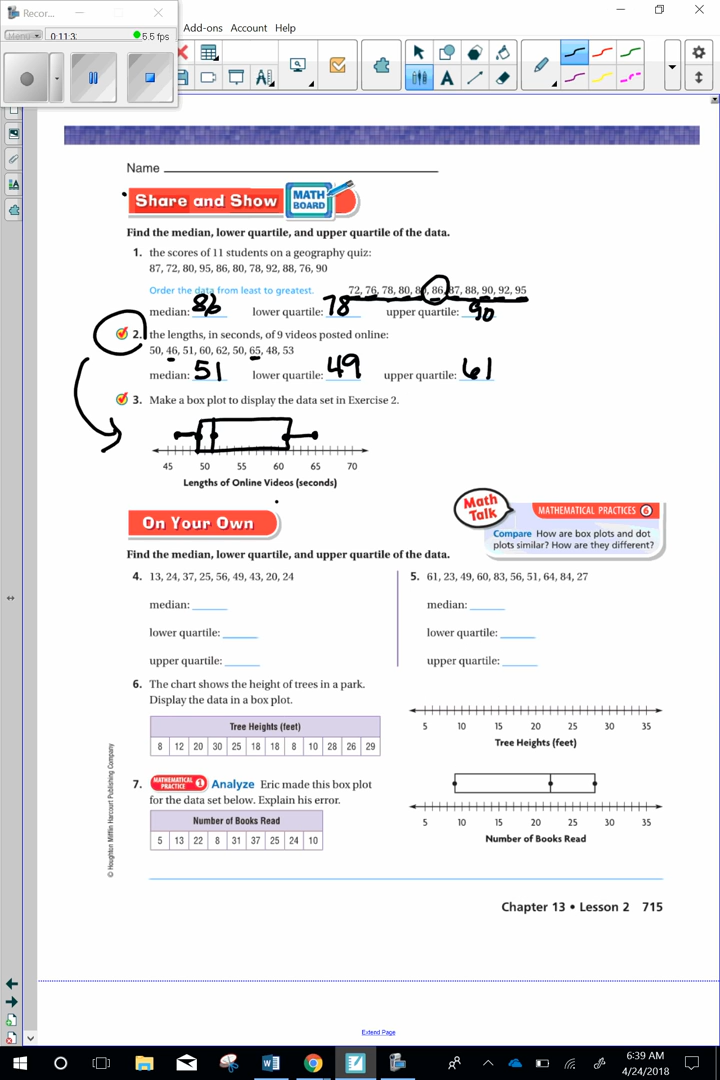 Recor...
Menu
0:11:3
5.5 fps
Add-ons Account Help
Name
Share and Show
MATH
BOARD
Find the median, lower quartile, and upper quartile of the data.
1. the scores of 11 students on a geography quiz:
87, 72, 80, 95, 86, 80, 78, 92, 88, 76, 90
Order the data from least to greatest.
72, 76, 78, 80, 80, 86, 87, 88, 90, 92, 95
median: 86 lower quartile: 78 upper quartile: 90
2. the lengths, in seconds, of 9 videos posted online:
50, 46, 51, 60, 62, 50, 65, 48, 53
median: 51 lower quartile: 49 upper quartile: 61
3. Make a box plot to display the data set in Exercise 2.
45 50 55 60 65 70
Lengths of Online Videos (seconds)
On Your Own
Math
Talk
MATHEMATICAL PRACTICES 6
Compare How are box plots and dot
plots similar? How are they different?
Find the median, lower quartile, and upper quartile of the data.
4. 13, 24, 37, 25, 56, 49, 43, 20, 24
median:
lower quartile:
upper quartile:
5. 61, 23, 49, 60, 83, 56, 51, 64, 84, 27
median:
lower quartile:
upper quartile:
6. The chart shows the height of trees in a park.
Display the data in a box plot.
Tree Heights (feet)
8 12 20 30 25 18 18 8 10 28 26 29
5 10 15 20 22 30 35
Tree Heights (feet)
7. MATHEMATICAL
PRACTICE 1 Analyze Eric made this box plot
for the data set below. Explain his error.
Number of Books Read
5 13 22 8 31 37 25 24 10
5 10 15 20 22 30 35
Number of Books Read
© Houghton Mifflin Harcourt Publishing Company
Chapter 13 • Lesson 2 715
Extend Page
6:39 AM
4/24/2018